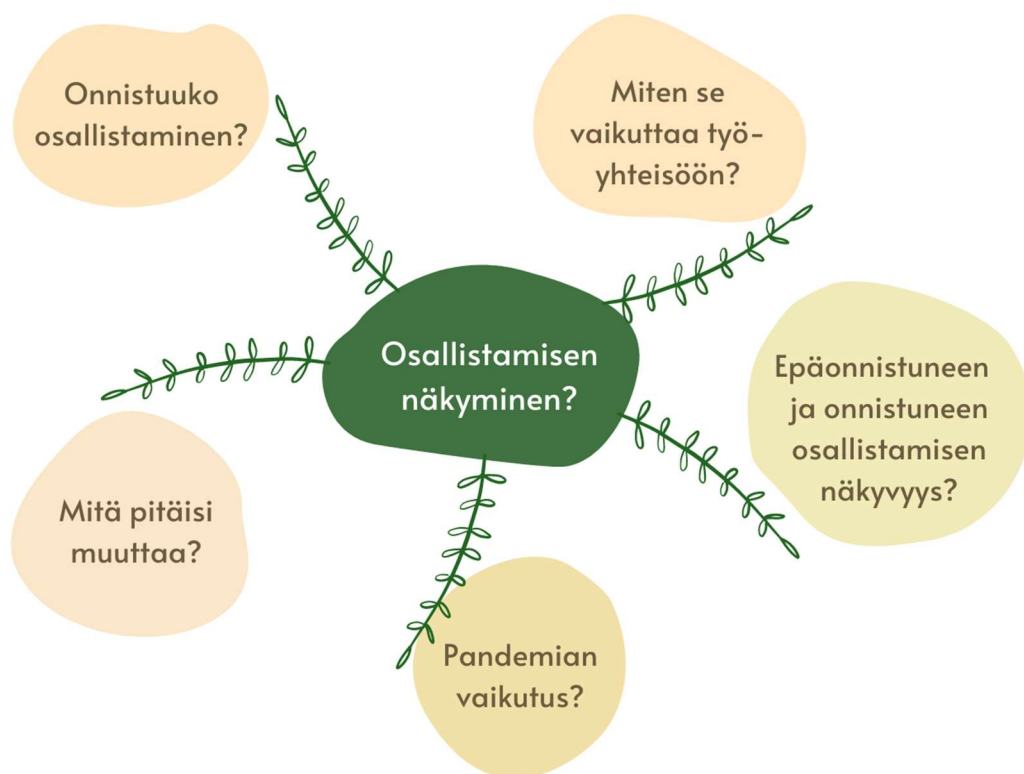 Onnistuuko
osallistaminen?
Miten se
vaikuttaa työ-
yhteisöön?
Osallistamisen
näkyminen?
Epäonnistuneen
ja onnistuneen
osallistamisen
näkyvyys?
Mitä pitäisi
muuttaa?
Pandemian
vaikutus?